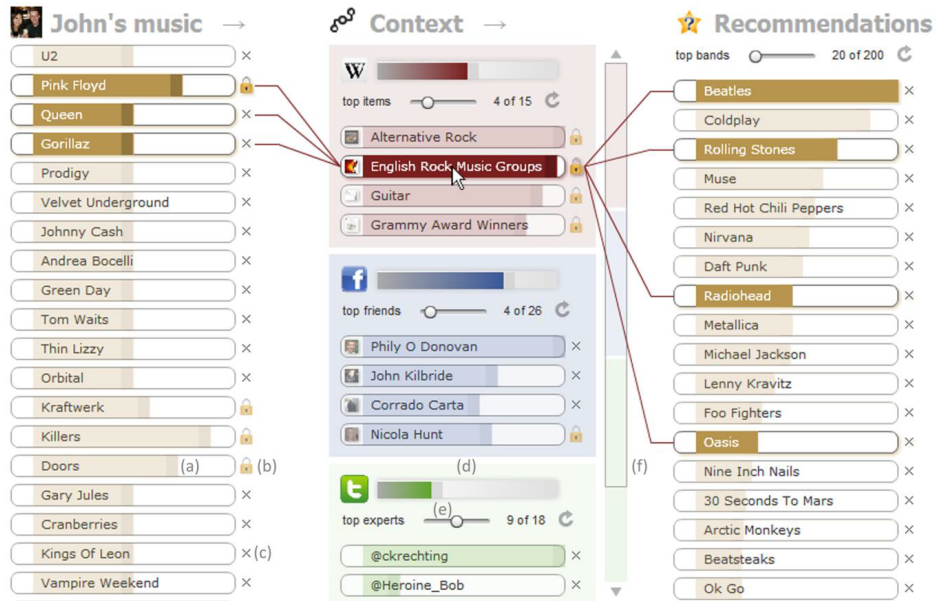 John's music →
U2 ×
Pink Floyd
Queen ×
Gorillaz ×
Prodigy ×
Velvet Underground ×
Johnny Cash ×
Andrea Bocelli ×
Green Day ×
Tom Waits ×
Thin Lizzy ×
Orbital ×
Kraftwerk
Killers
Doors (a) (b)
Gary Jules ×
Cranberries ×
Kings Of Leon × (c)
Vampire Weekend ×
Context →
W
top items 4 of 15
Alternative Rock
English Rock Music Groups
Guitar
Grammy Award Winners
f
top friends 4 of 26
Phily O Donovan ×
John Kilbride ×
Corrado Carta ×
Nicola Hunt
(d) (f)
t
(e)
top experts 9 of 18
@ckrechting ×
@Heroine_Bob ×
Recommendations
top bands 20 of 200
Beatles ×
Coldplay ×
Rolling Stones ×
Muse ×
Red Hot Chili Peppers ×
Nirvana ×
Daft Punk ×
Radiohead ×
Metallica ×
Michael Jackson ×
Lenny Kravitz ×
Foo Fighters ×
Oasis ×
Nine Inch Nails ×
30 Seconds To Mars ×
Arctic Monkeys ×
Beatsteaks ×
Ok Go ×